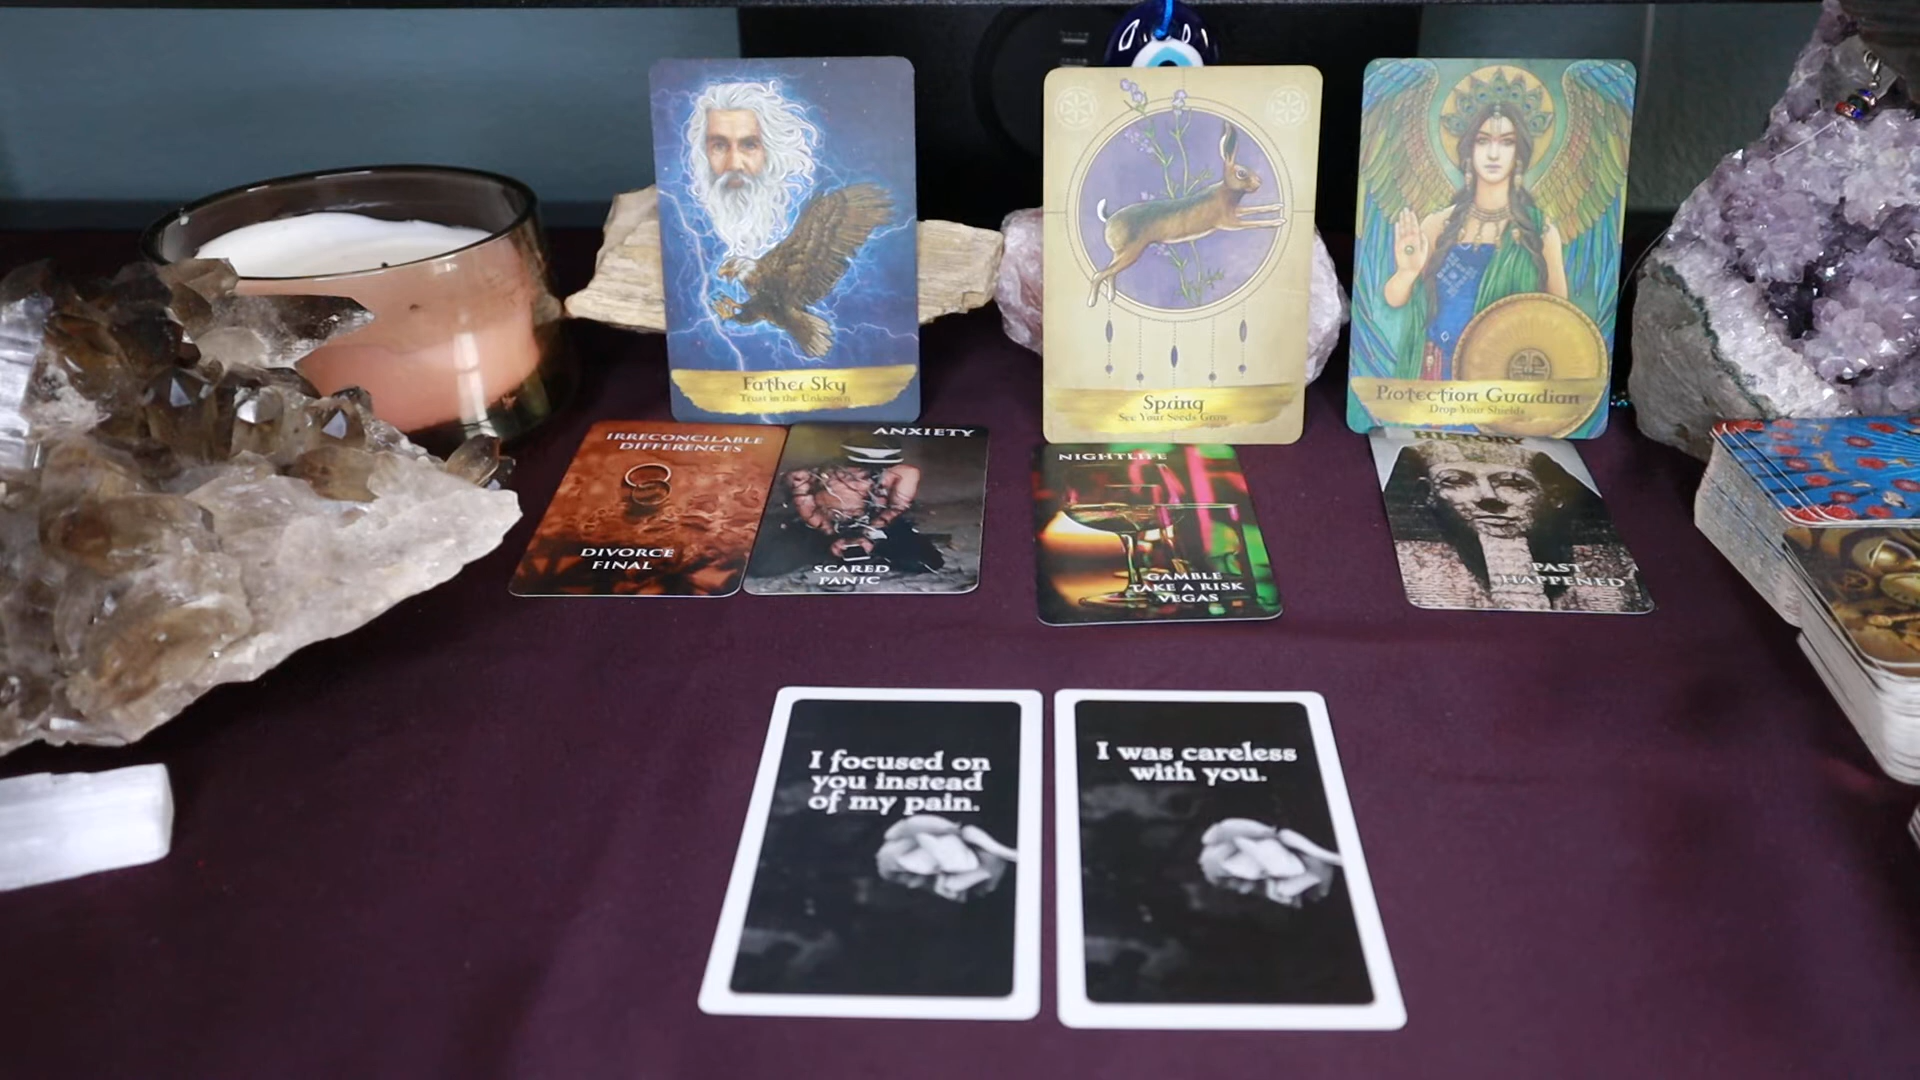 Father Sky
Trust in the Unknown
Spring
See Your Seeds Grow
Protection Guardian
Drop Your Shields
IRRECONCILABLE
DIFFERENCES
DIVORCE
FINAL
ANXIETY
SCARED
PANIC
NIGHTLIFE
GAMBLE
TAKE A RISK
VEGAS
HISTORY
PAST
HAPPENED
I focused on
you instead
of my pain.
I was careless
with you.